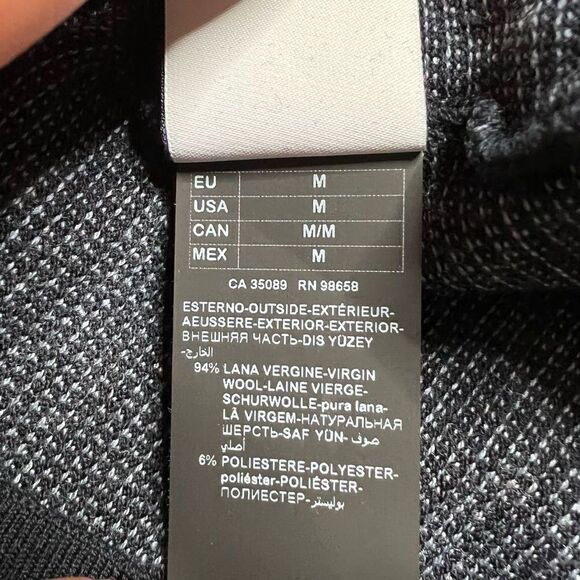 EU M
USA M
CAN M/M
MEX M
CA 35089 RN 98658
ESTERNO-OUTSIDE-EXTÉRIEUR-
AEUSSERE-EXTERIOR-EXTERIOR-
ВНЕШНЯЯ ЧАСТЬ-DIS YÜZEY
-الخارج
94% LANA VERGINE-VIRGIN
WOOL-LAINE VIERGE-
SCHURWOLLE-pura lana-
LÃ VIRGEM-НАТУРАЛЬНАЯ
ШЕРСТЬ-SAF YÜN- صوف
أصلي
6% POLIESTERE-POLYESTER-
poliéster-POLIÉSTER-
ПОЛИЕСТЕР-بوليستر